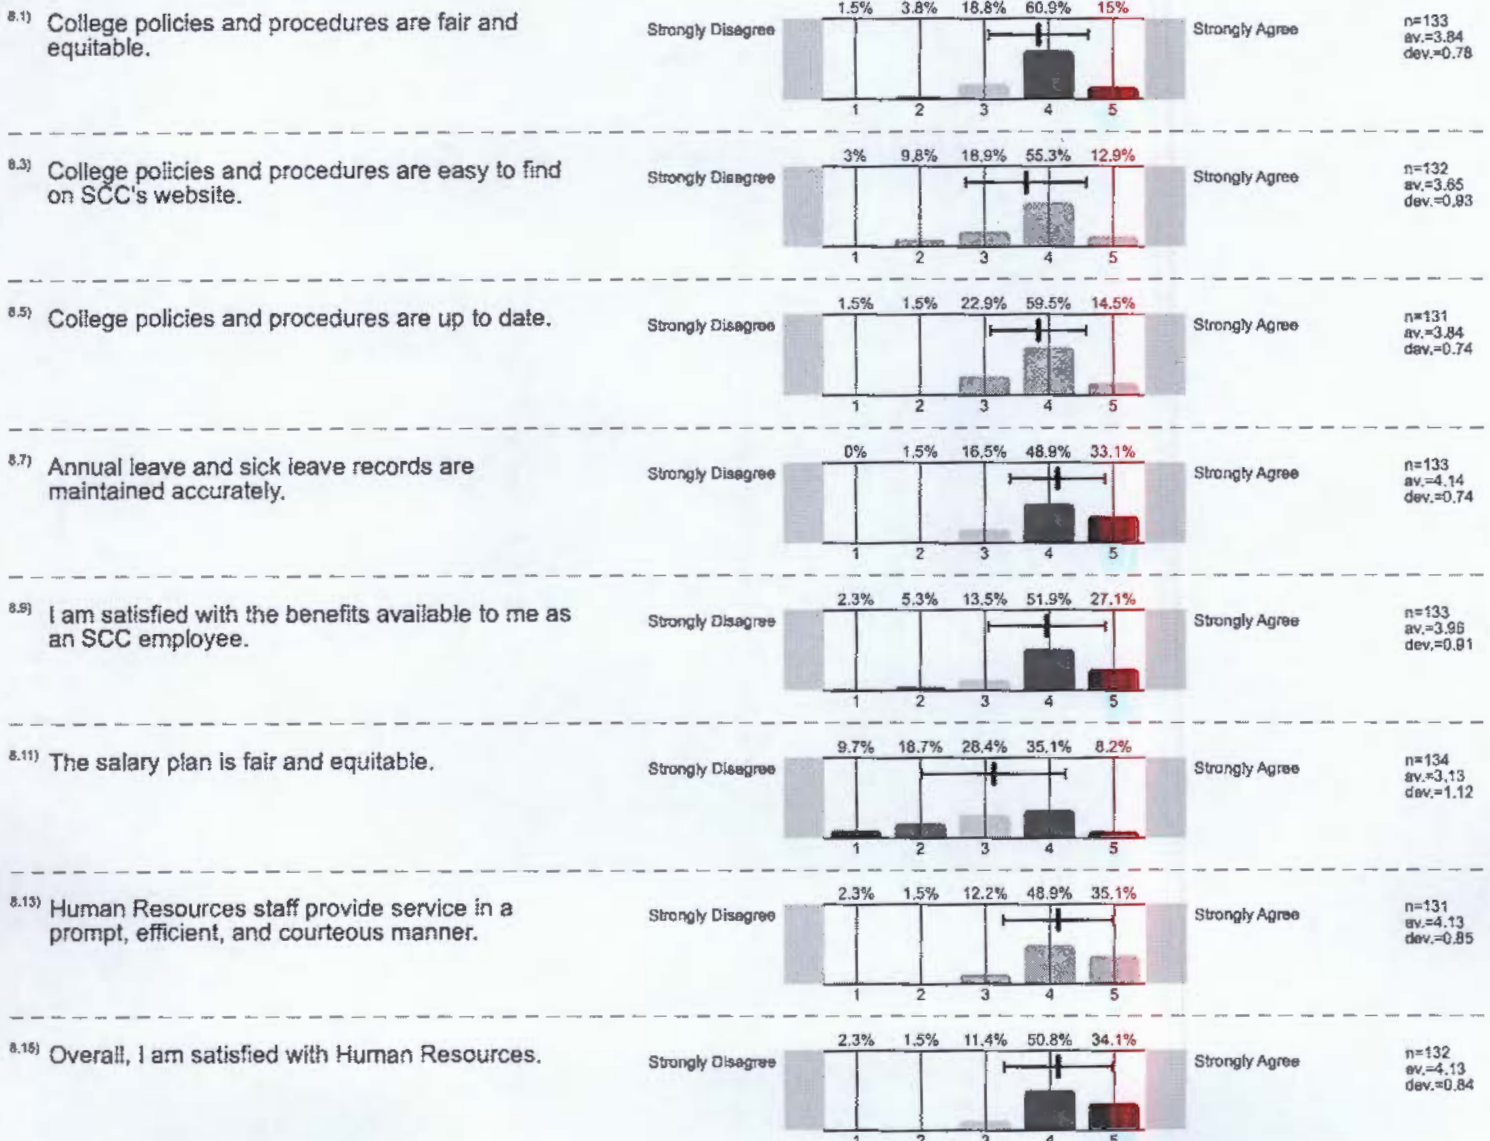 1.5% 3.8% 18.8% 60.9% 15%
8.1) College policies and procedures are fair and equitable.
Strongly Disagree
Strongly Agree
n=133
av.=3.84
dev.=0.78
1 2 3 4 5
3% 9.8% 18.9% 55.3% 12.9%
8.3) College policies and procedures are easy to find on SCC's website.
Strongly Disagree
Strongly Agree
n=132
av.=3.65
dev.=0.93
1 2 3 4 5
1.5% 1.5% 22.9% 59.5% 14.5%
8.5) College policies and procedures are up to date.
Strongly Disagree
Strongly Agree
n=131
av.=3.84
dev.=0.74
1 2 3 4 5
0% 1.5% 16.5% 48.9% 33.1%
8.7) Annual leave and sick leave records are maintained accurately.
Strongly Disagree
Strongly Agree
n=133
av.=4.14
dev.=0.74
1 2 3 4 5
2.3% 5.3% 13.5% 51.9% 27.1%
8.9) I am satisfied with the benefits available to me as an SCC employee.
Strongly Disagree
Strongly Agree
n=133
av.=3.96
dev.=0.91
1 2 3 4 5
9.7% 18.7% 28.4% 35.1% 8.2%
8.11) The salary plan is fair and equitable.
Strongly Disagree
Strongly Agree
n=134
av.=3.13
dev.=1.12
1 2 3 4 5
2.3% 1.5% 12.2% 48.9% 35.1%
8.13) Human Resources staff provide service in a prompt, efficient, and courteous manner.
Strongly Disagree
Strongly Agree
n=131
av.=4.13
dev.=0.85
1 2 3 4 5
2.3% 1.5% 11.4% 50.8% 34.1%
8.15) Overall, I am satisfied with Human Resources.
Strongly Disagree
Strongly Agree
n=132
av.=4.13
dev.=0.84
1 2 3 4 5